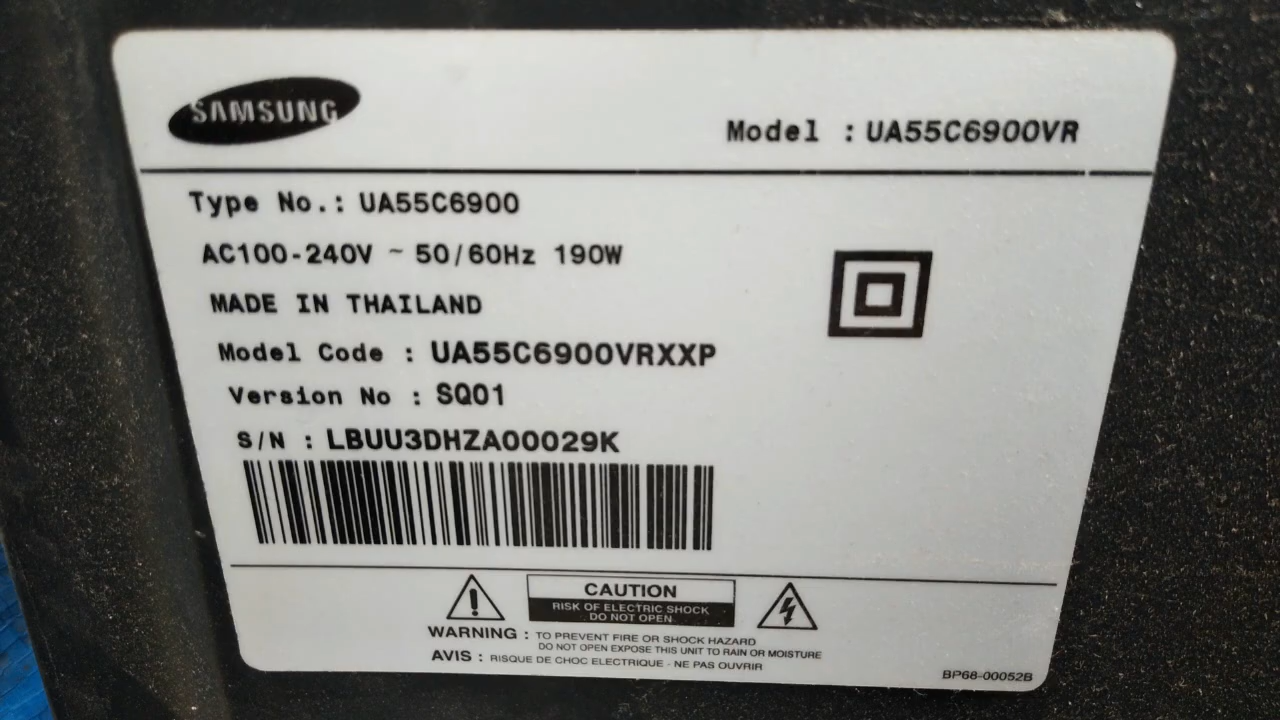 SAMSUNG
Model : UA55C6900VR
Type No.: UA55C6900
AC100-240V ~ 50/60Hz 190W
MADE IN THAILAND
Model Code : UA55C6900VRXXP
Version No : SQ01
S/N : LBUU3DHZA00029K
CAUTION
RISK OF ELECTRIC SHOCK
DO NOT OPEN
WARNING : TO PREVENT FIRE OR SHOCK HAZARD
DO NOT OPEN EXPOSE THIS UNIT TO RAIN OR MOISTURE
AVIS : RISQUE DE CHOC ELECTRIQUE - NE PAS OUVRIR
BP68-00052B